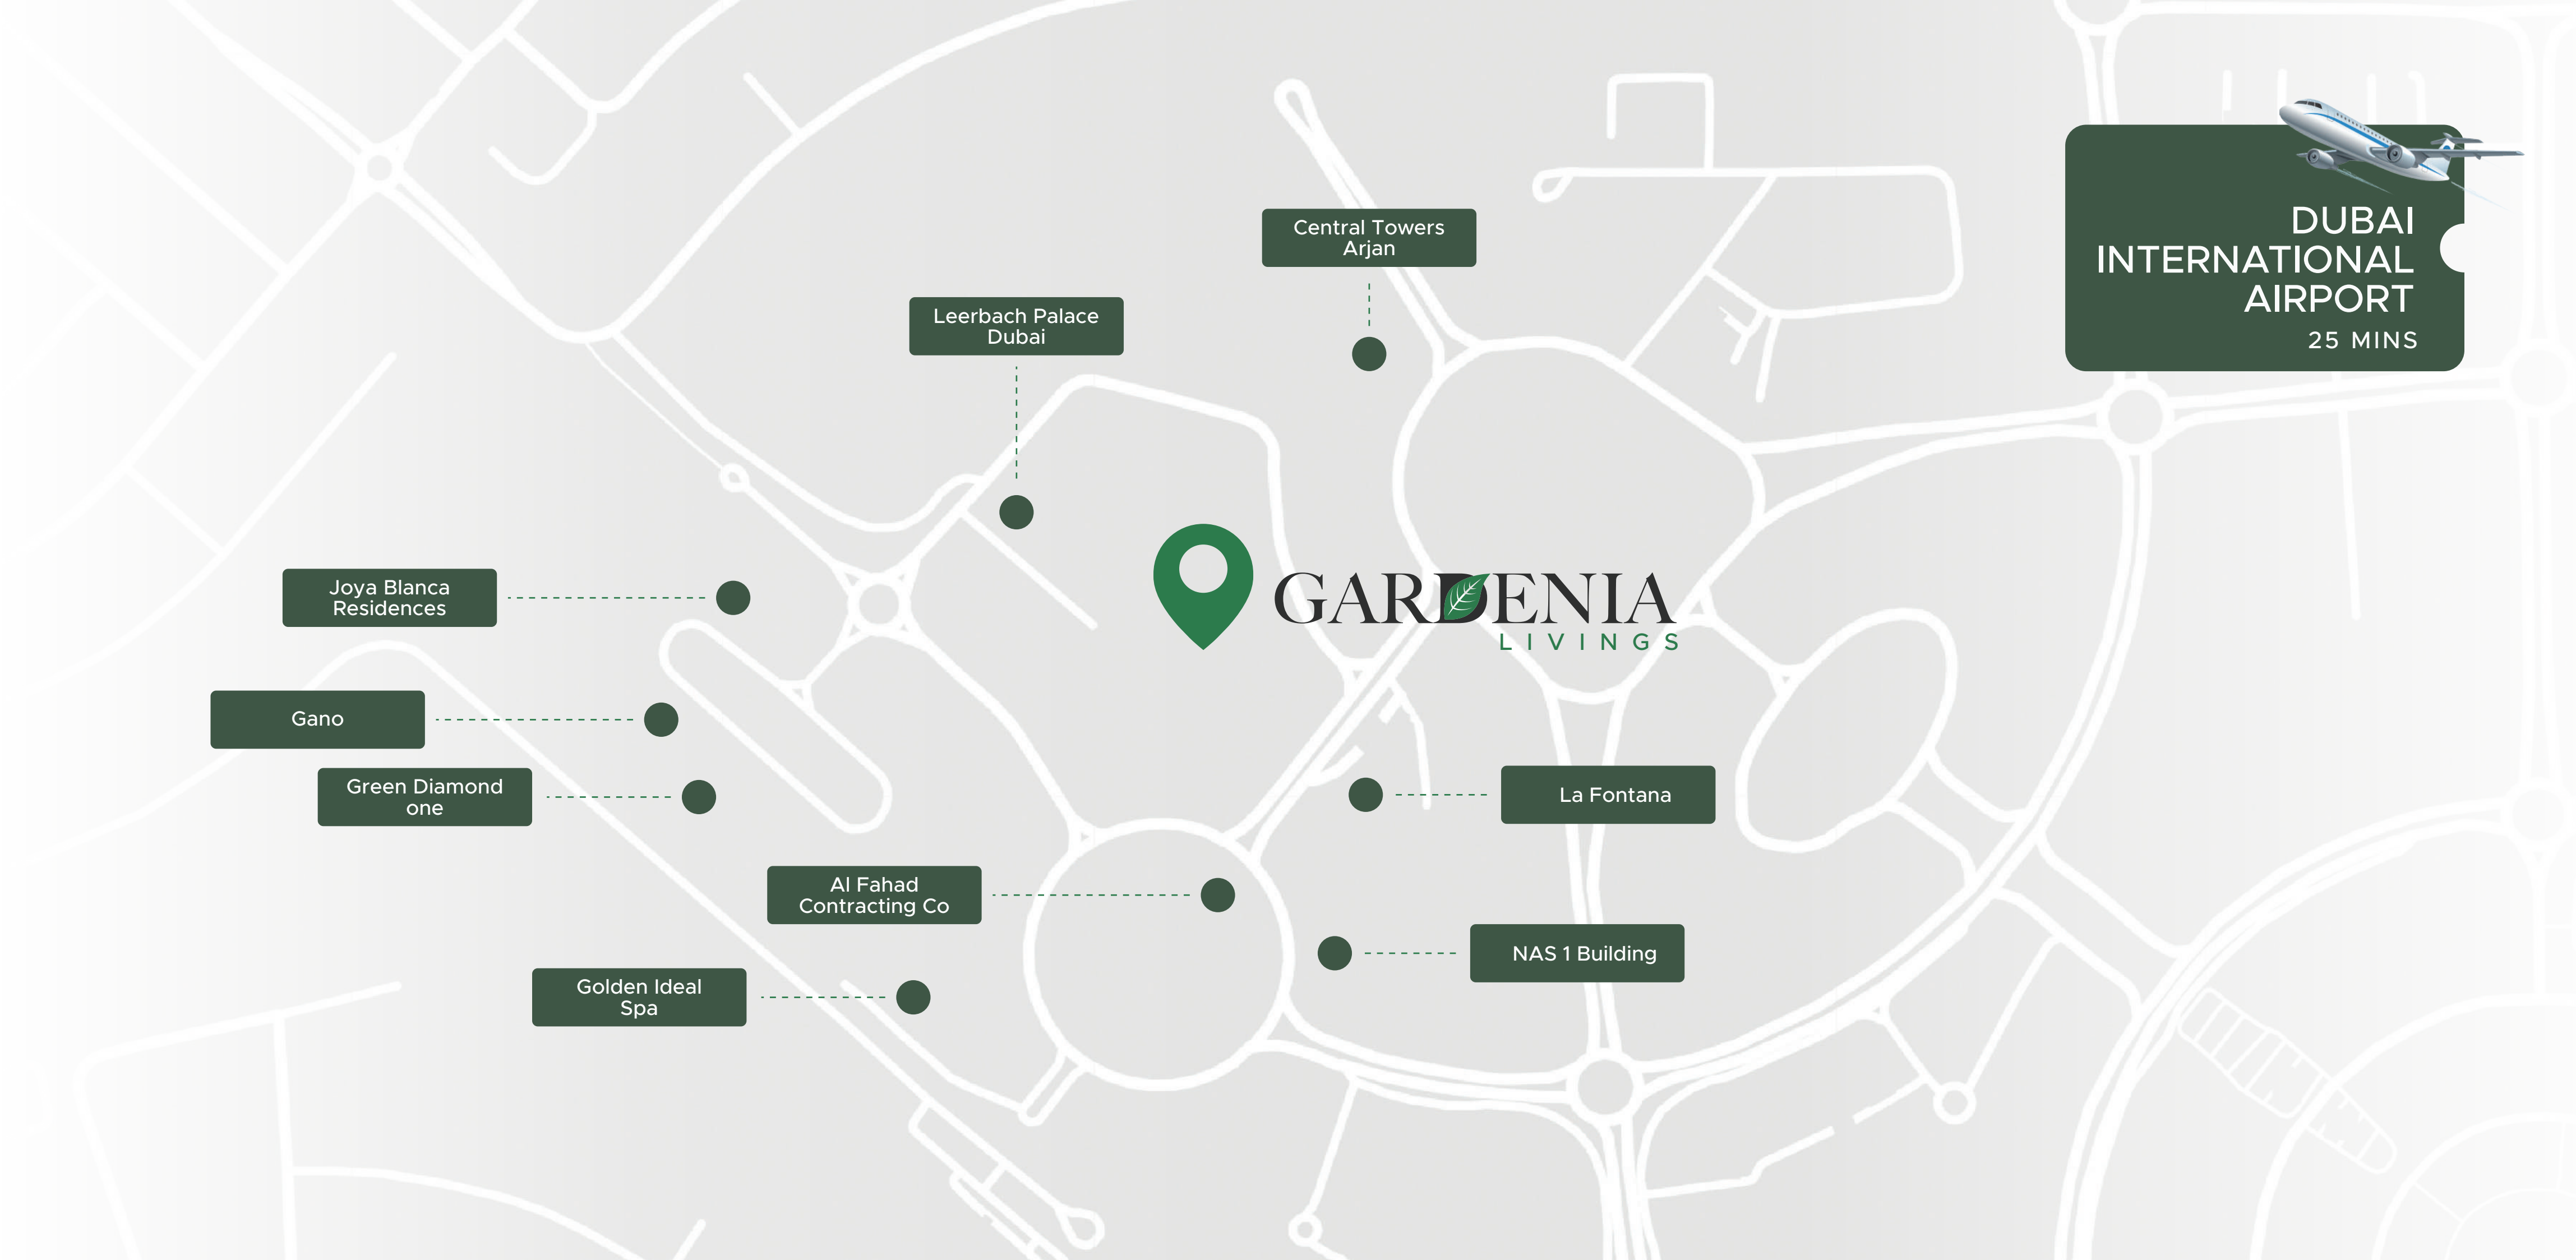 DUBAI
INTERNATIONAL
AIRPORT
25 MINS
Central Towers
Arjan
Leerbach Palace
Dubai
Joya Blanca
Residences
GARDENIA
LIVINGS
Gano
Green Diamond
one
La Fontana
Al Fahad
Contracting Co
NAS 1 Building
Golden Ideal
Spa